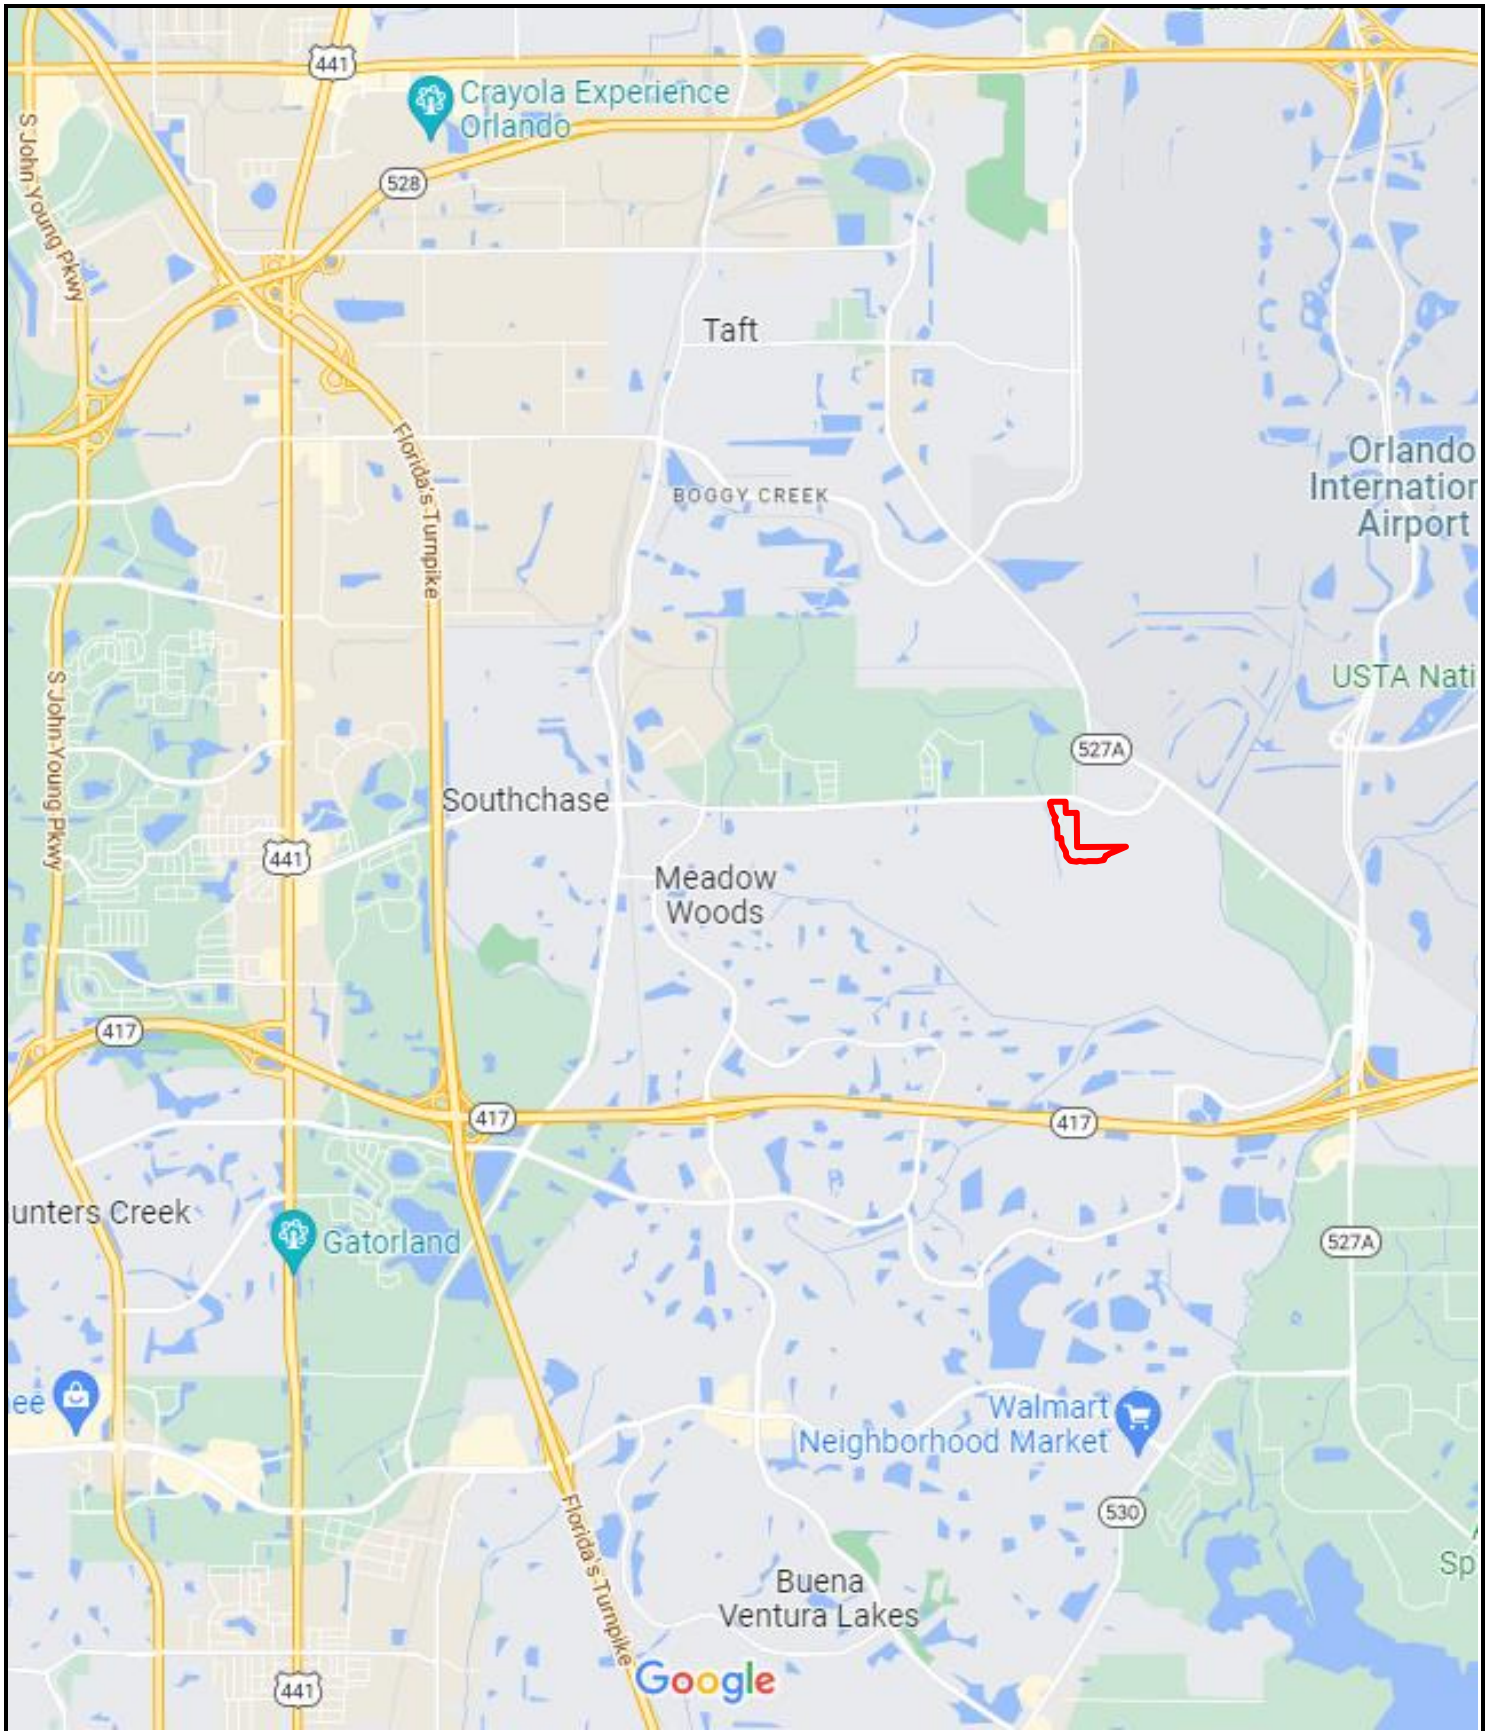 441
Crayola Experience
Orlando
S John Young Pkwy
528
Taft
Florida's Turnpike
Orlando
Internatior
Airport
BOGGY CREEK
USTA Nati
S John Young Pkwy
527A
Southchase
441
Meadow
Woods
417
417
417
unters Creek
Gatorland
527A
ee
Walmart
Neighborhood Market
530
Florida's Turnpike
Sp
Buena
Ventura Lakes
Google
441